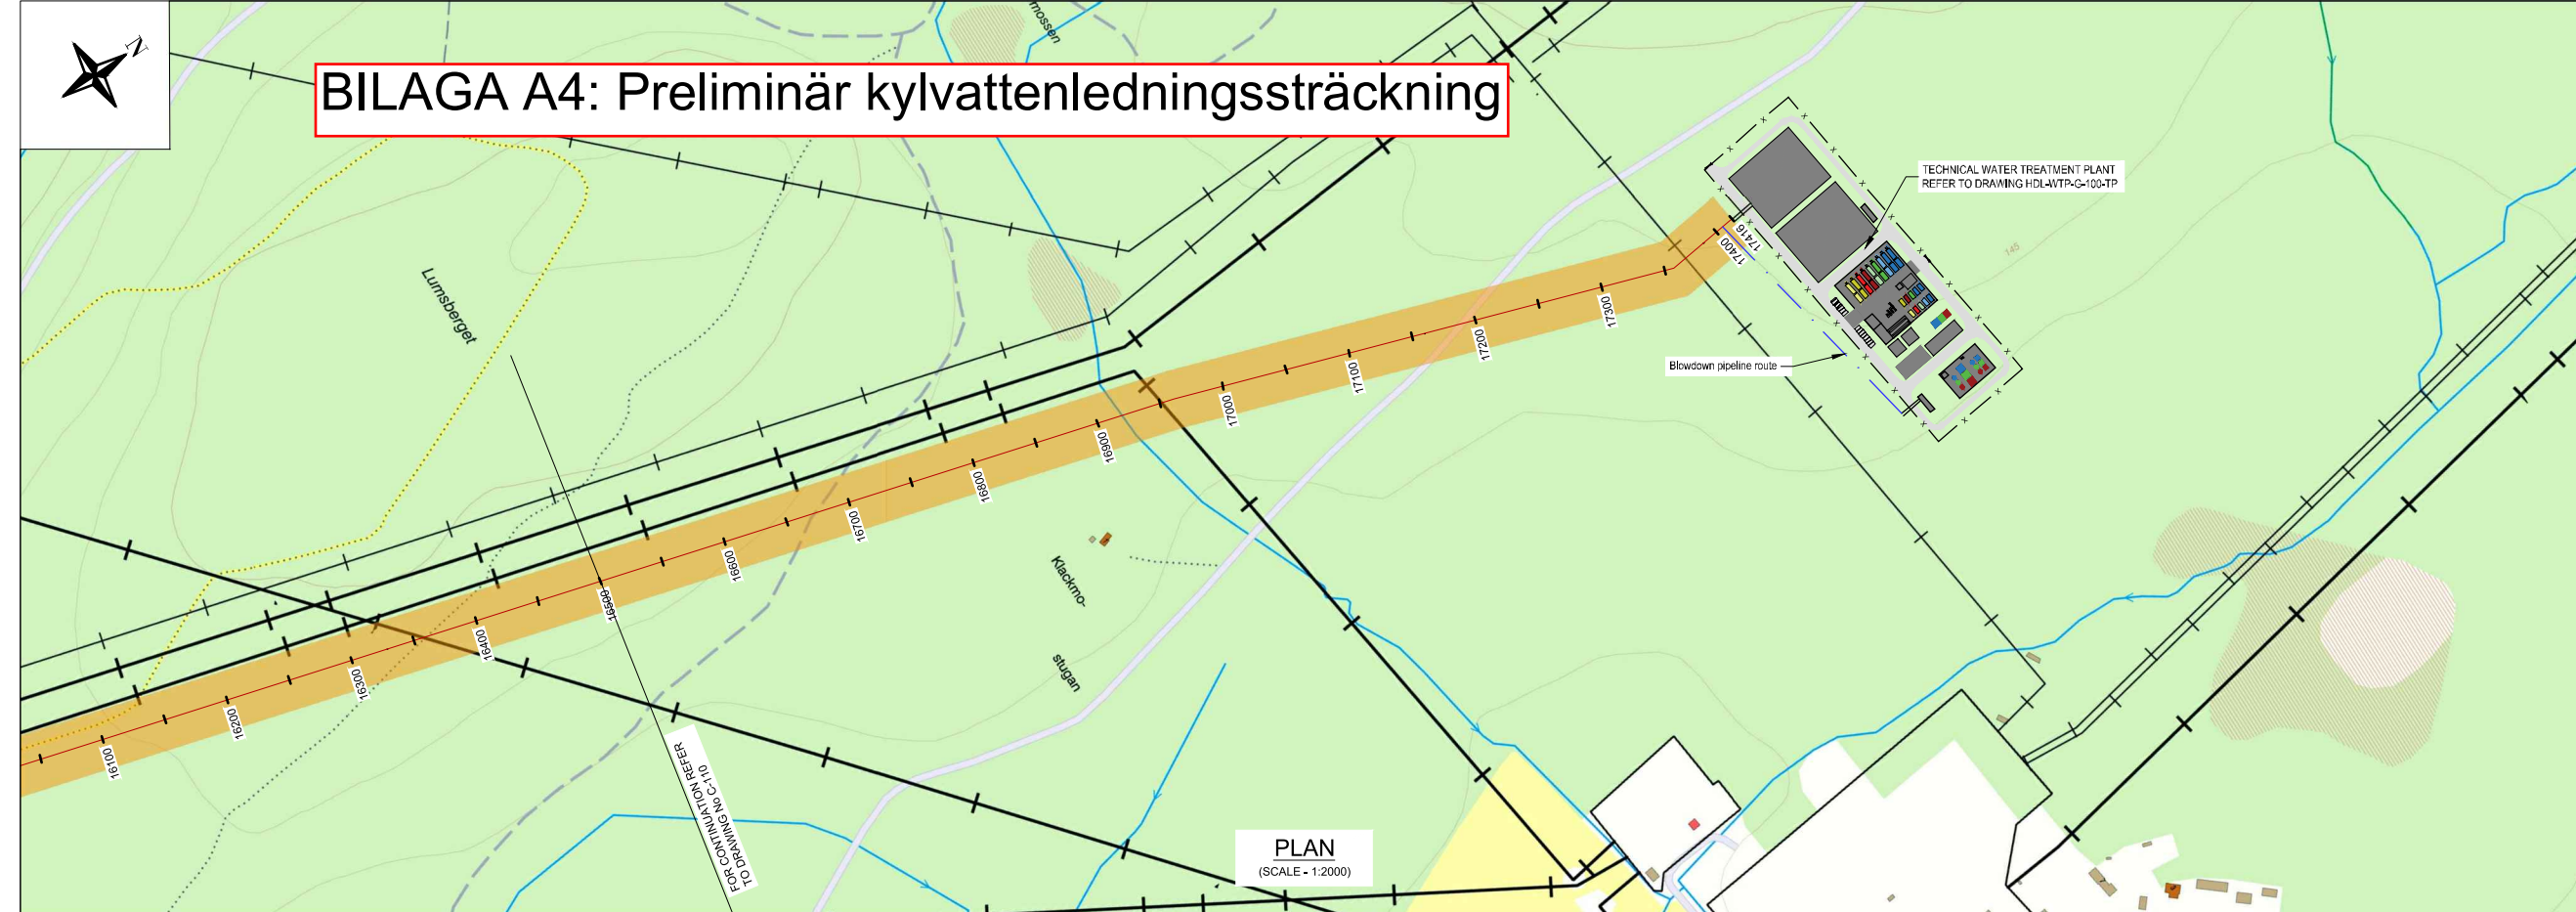 N
BILAGA A4: Preliminär kylvattenledningssträckning
mossen
TECHNICAL WATER TREATMENT PLANT
REFER TO DRAWING HDL-WTP-G-100-TP
145
Lumsberget
17416
17400
17300
17200
Blowdown pipeline route
17100
17000
16900
16800
16700
16600
16500
16400
16300
16200
16100
Klackmo-
stugan
FOR CONTINUATION REFER
TO DRAWING No C-110
PLAN
(SCALE - 1:2000)